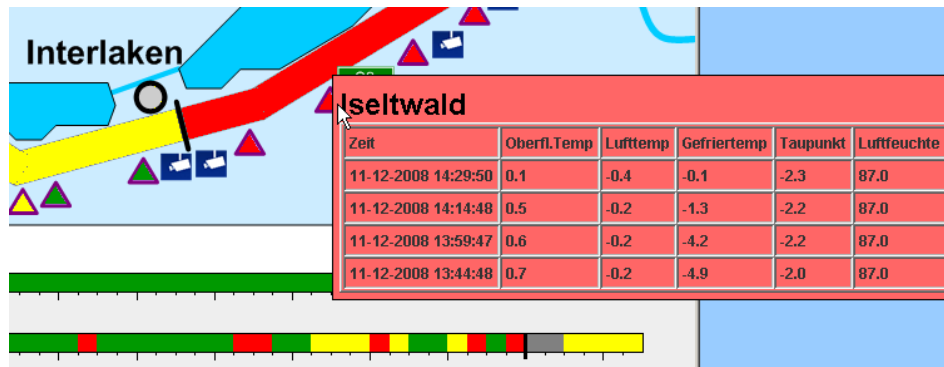 Interlaken
Iseltwald
Zeit Oberfl.Temp Lufttemp Gefriertemp Taupunkt Luftfeuchte
11-12-2008 14:29:50 0.1 -0.4 -0.1 -2.3 87.0
11-12-2008 14:14:48 0.5 -0.2 -1.3 -2.2 87.0
11-12-2008 13:59:47 0.6 -0.2 -4.2 -2.2 87.0
11-12-2008 13:44:48 0.7 -0.2 -4.9 -2.0 87.0